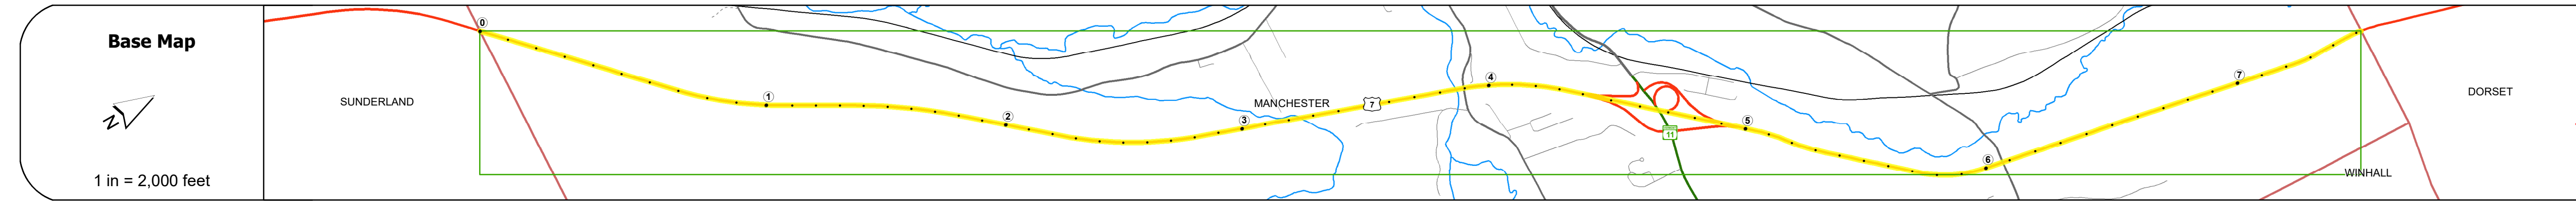 Base Map
N
1 in = 2,000 feet
SUNDERLAND
0
1
2
3
MANCHESTER
7
4
11
5
6
7
WINHALL
DORSET